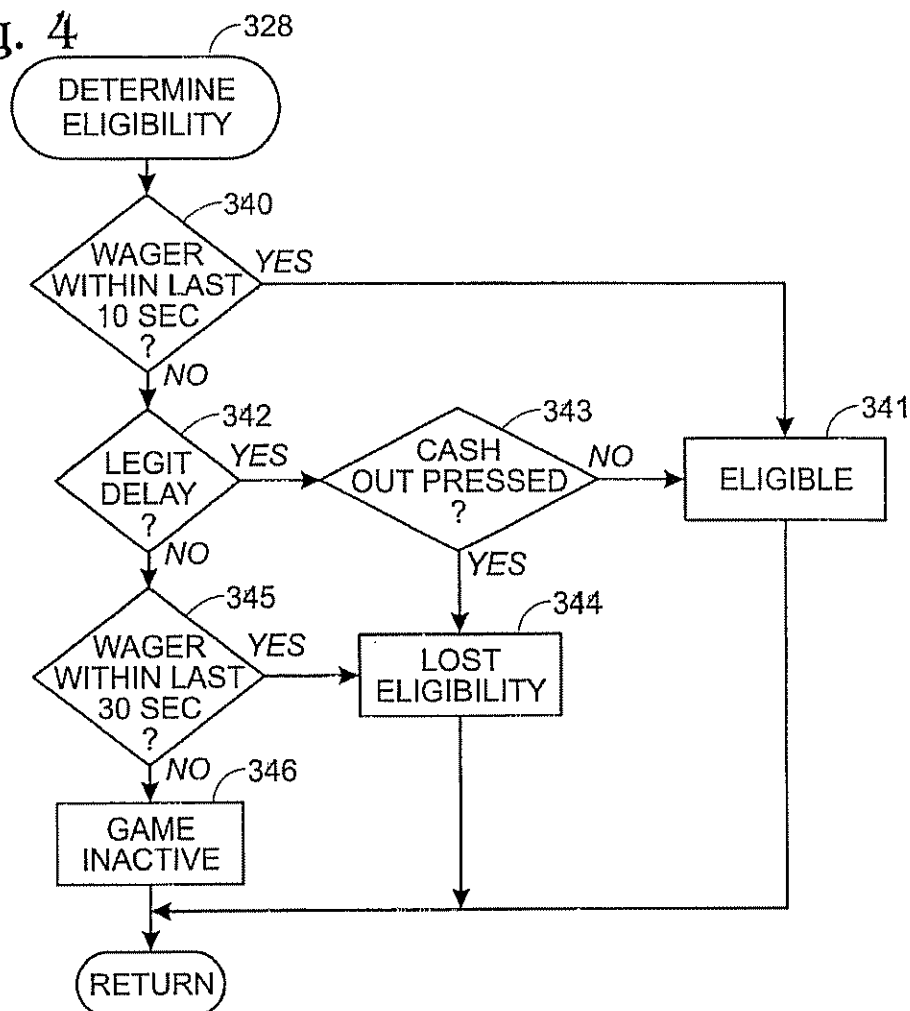 g. 4
328
DETERMINE
ELIGIBILITY
340
WAGER
WITHIN LAST
10 SEC
?
YES
NO
342
LEGIT
DELAY
?
YES
NO
343
CASH
OUT PRESSED
?
NO
YES
341
ELIGIBLE
345
WAGER
WITHIN LAST
30 SEC
?
YES
NO
344
LOST
ELIGIBILITY
346
GAME
INACTIVE
RETURN